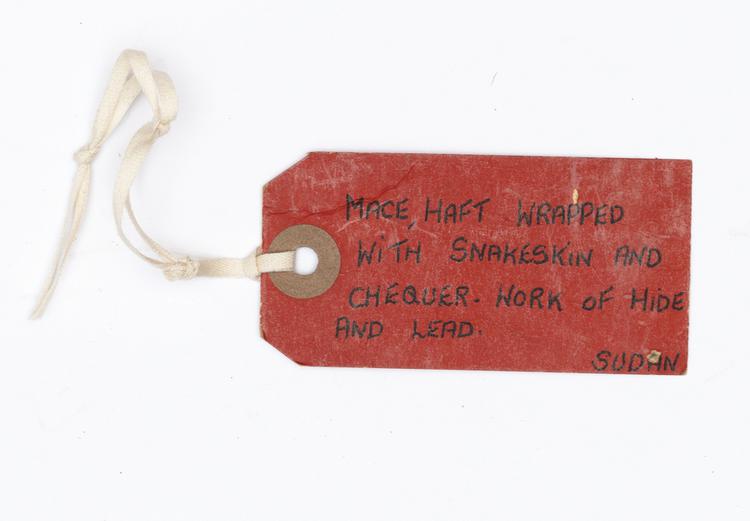 MACE, HAFT WRAPPED
WITH SNAKESKIN AND
CHEQUER. WORK OF HIDE
AND LEAD.
SUDAN